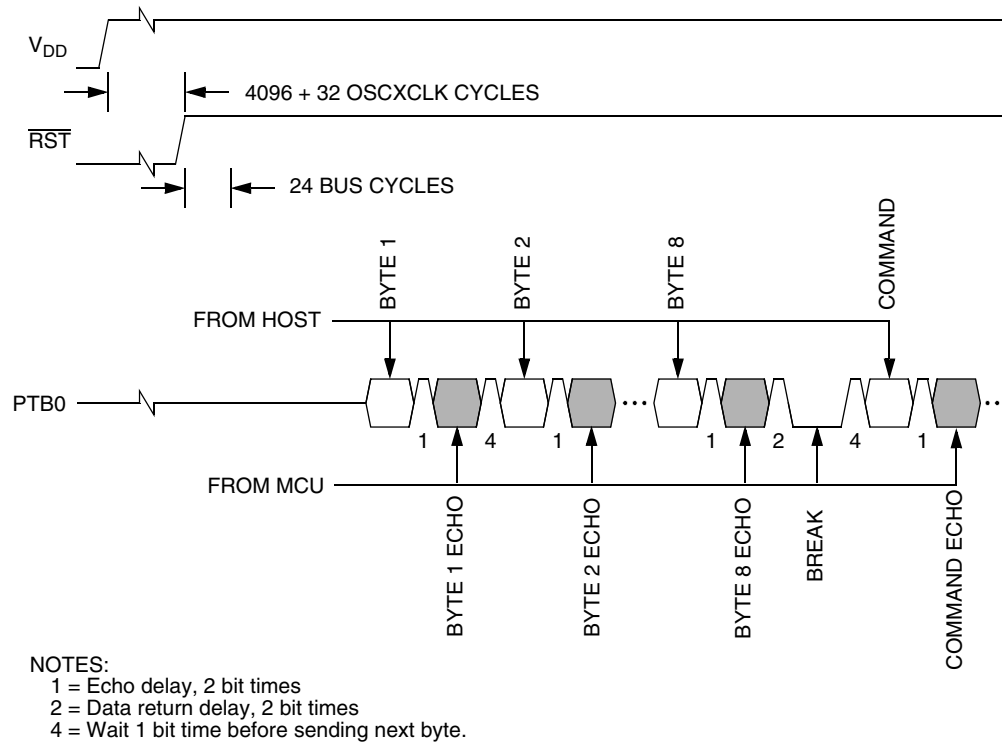 VDD
4096 + 32 OSCXCLK CYCLES
RST
24 BUS CYCLES
BYTE 1
BYTE 2
BYTE 8
COMMAND
FROM HOST
PTB0
1
4
1
1
2
4
1
FROM MCU
BYTE 1 ECHO
BYTE 2 ECHO
BYTE 8 ECHO
BREAK
COMMAND ECHO
NOTES:
1 = Echo delay, 2 bit times
2 = Data return delay, 2 bit times
4 = Wait 1 bit time before sending next byte.